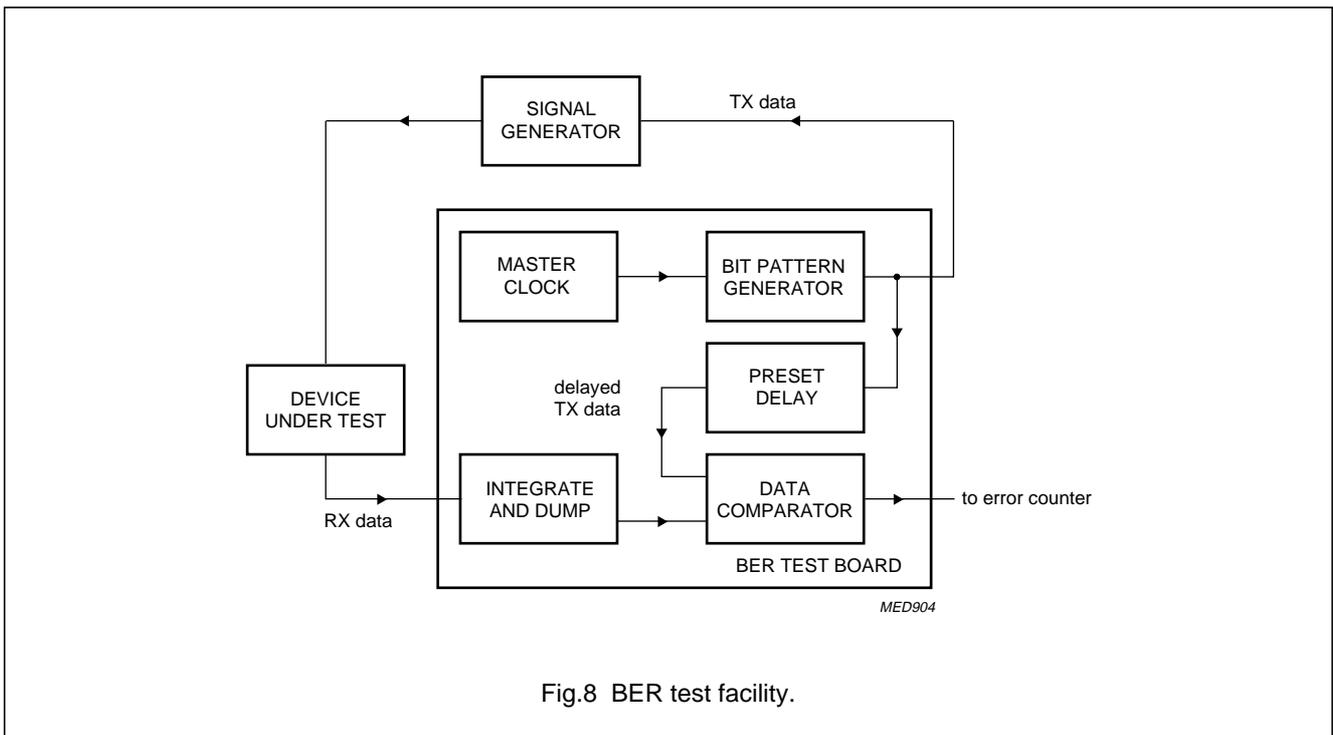 SIGNAL
GENERATOR
TX data
MASTER
CLOCK
BIT PATTERN
GENERATOR
PRESET
DELAY
delayed
TX data
DEVICE
UNDER TEST
INTEGRATE
AND DUMP
DATA
COMPARATOR
to error counter
RX data
BER TEST BOARD
MED904
Fig.8 BER test facility.